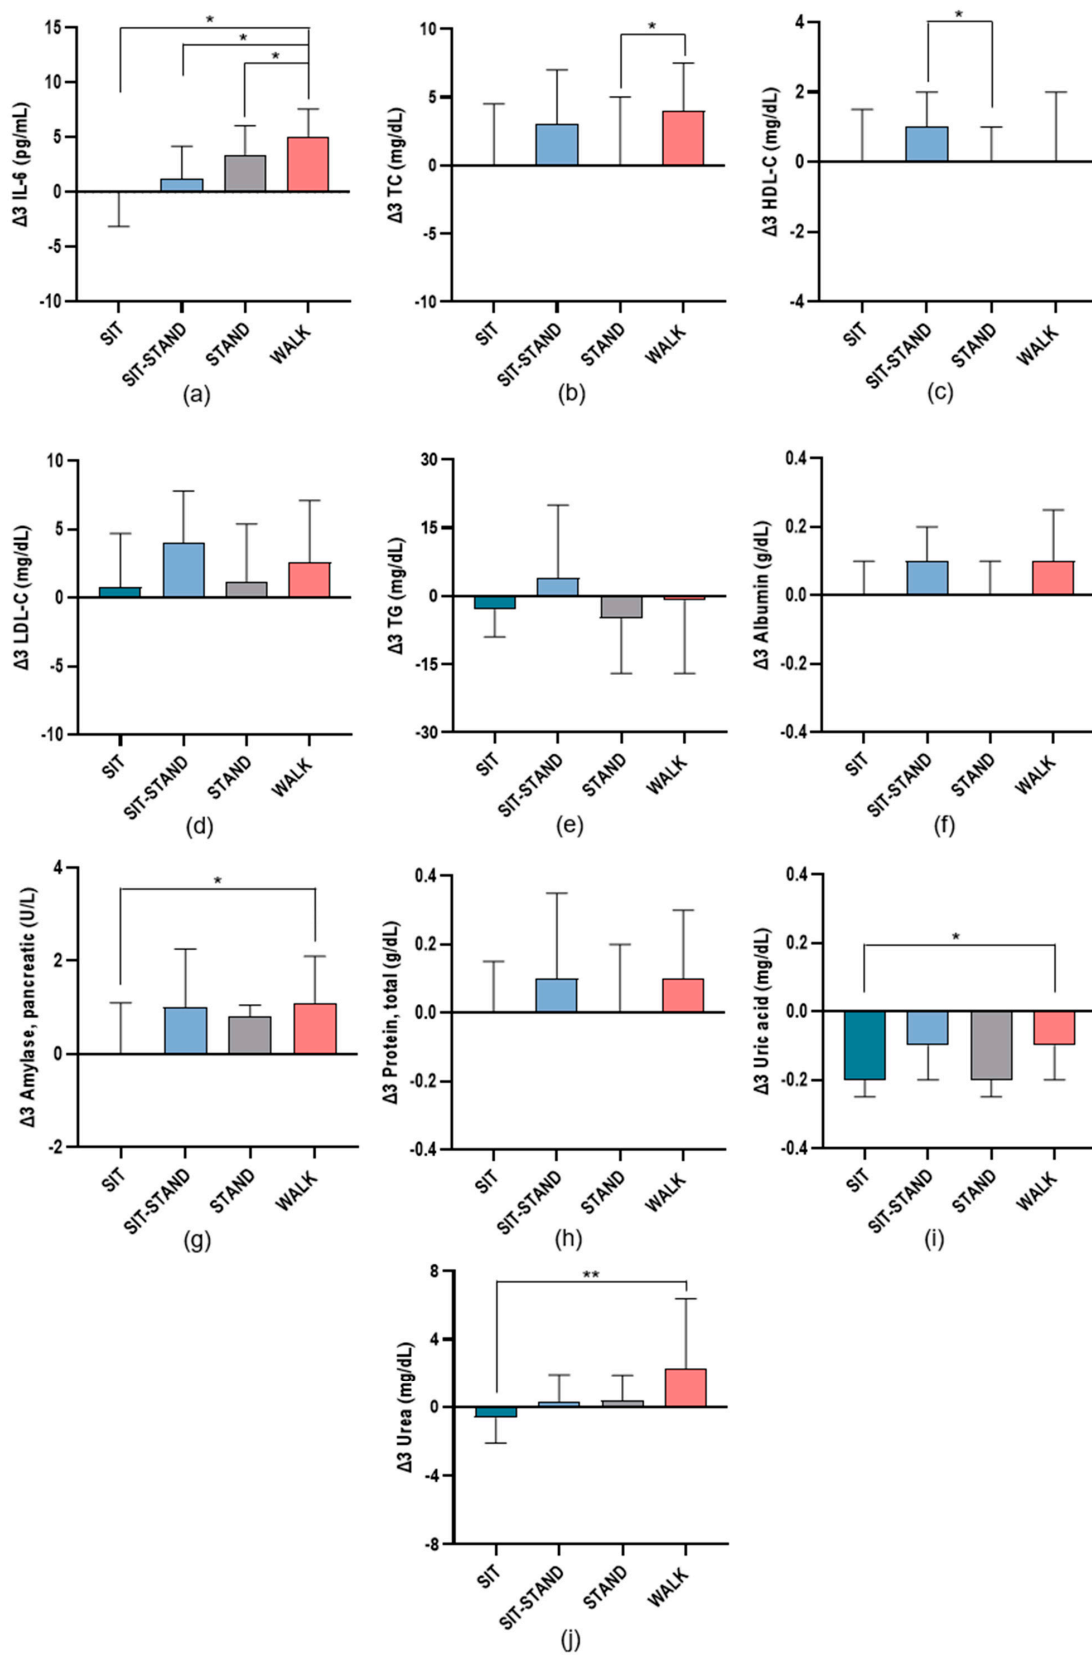 Δ3 IL-6 (pg/mL)
15
10
5
0
-5
-10
*
*
*
SIT
SIT-STAND
STAND
WALK
(a)
Δ3 TC (mg/dL)
10
5
0
-5
-10
*
SIT
SIT-STAND
STAND
WALK
(b)
Δ3 HDL-C (mg/dL)
4
2
0
-2
-4
*
SIT
SIT-STAND
STAND
WALK
(c)
Δ3 LDL-C (mg/dL)
10
5
0
-5
-10
SIT
SIT-STAND
STAND
WALK
(d)
Δ3 TG (mg/dL)
30
15
0
-15
-30
SIT
SIT-STAND
STAND
WALK
(e)
Δ3 Albumin (g/dL)
0.4
0.2
0.0
-0.2
-0.4
SIT
SIT-STAND
STAND
WALK
(f)
Δ3 Amylase, pancreatic (U/L)
4
2
0
-2
*
SIT
SIT-STAND
STAND
WALK
(g)
Δ3 Protein, total (g/dL)
0.4
0.2
0.0
-0.2
-0.4
SIT
SIT-STAND
STAND
WALK
(h)
Δ3 Uric acid (mg/dL)
0.4
0.2
0.0
-0.2
-0.4
*
SIT
SIT-STAND
STAND
WALK
(i)
Δ3 Urea (mg/dL)
8
4
0
-4
-8
**
SIT
SIT-STAND
STAND
WALK
(j)